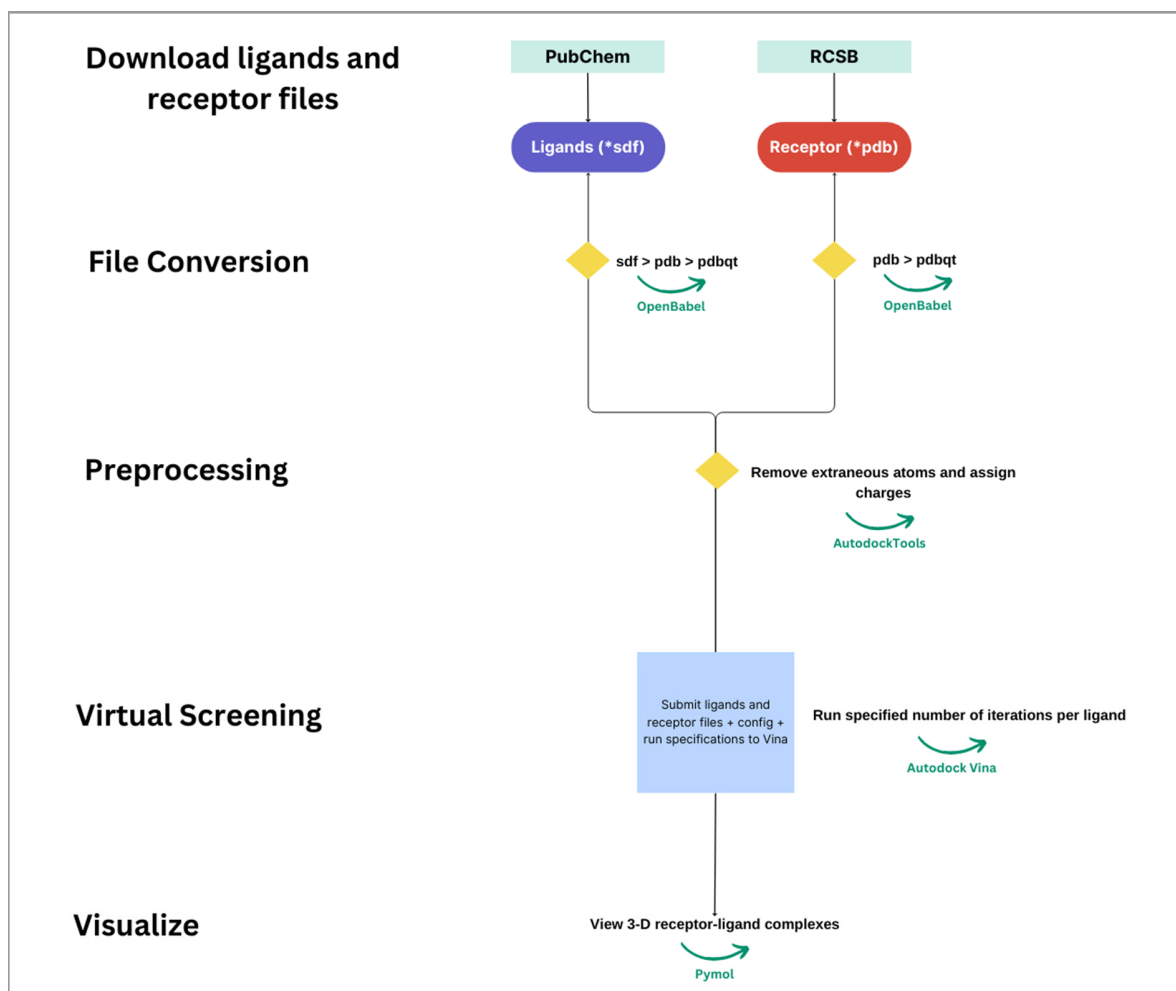 Download ligands and
receptor files
PubChem
RCSB
Ligands (*sdf)
Receptor (*pdb)
File Conversion
sdf > pdb > pdbqt
OpenBabel
pdb > pdbqt
OpenBabel
Preprocessing
Remove extraneous atoms and assign
charges
AutodockTools
Virtual Screening
Submit ligands and
receptor files + config +
run specifications to Vina
Run specified number of iterations per ligand
Autodock Vina
Visualize
View 3-D receptor-ligand complexes
Pymol